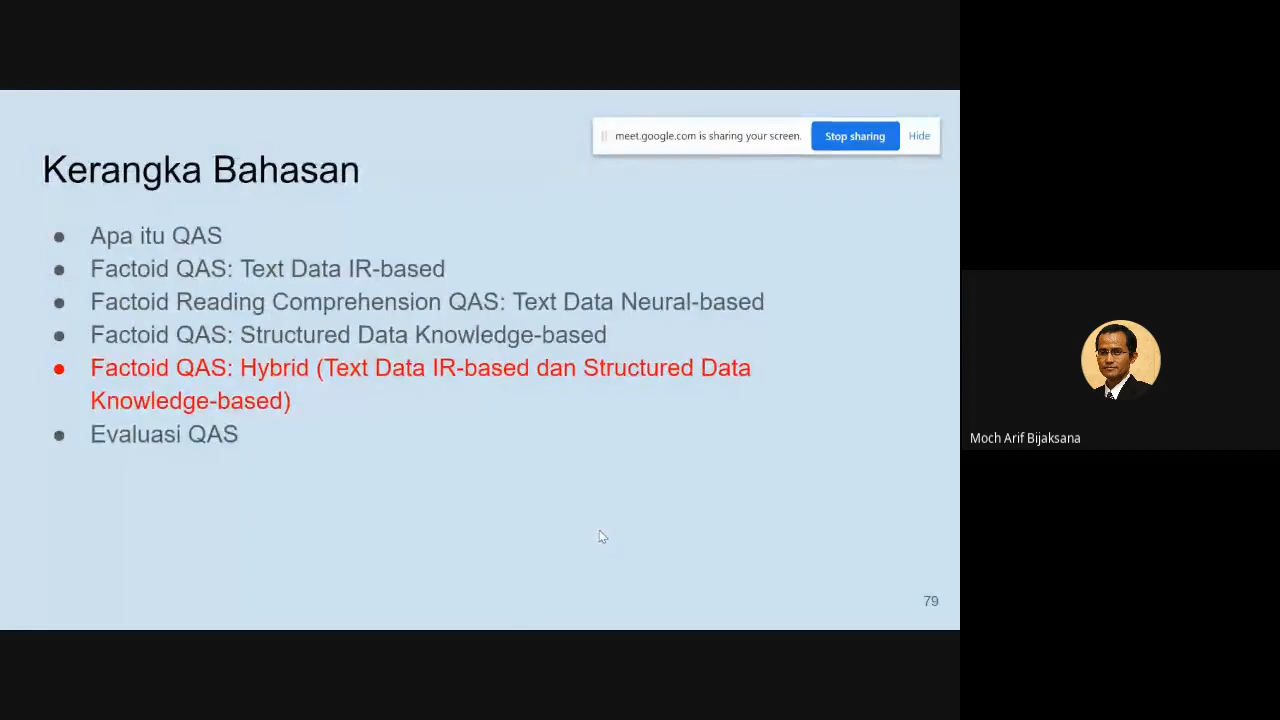 meet.google.com is sharing your screen.
Stop sharing
Hide
Kerangka Bahasan
● Apa itu QAS
● Factoid QAS: Text Data IR-based
● Factoid Reading Comprehension QAS: Text Data Neural-based
● Factoid QAS: Structured Data Knowledge-based
● Factoid QAS: Hybrid (Text Data IR-based dan Structured Data
Knowledge-based)
● Evaluasi QAS
79
Moch Arif Bijaksana